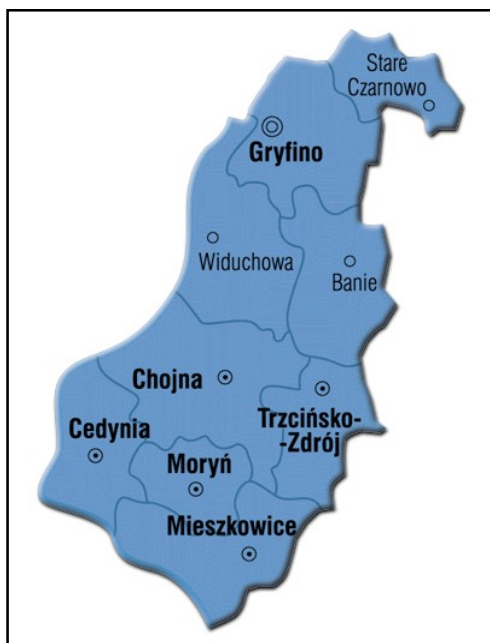 Stare
Czarnowo
Gryfino
Widuchowa
Banie
Chojna
Trzcińsko-
-Zdrój
Cedynia
Moryń
Mieszkowice